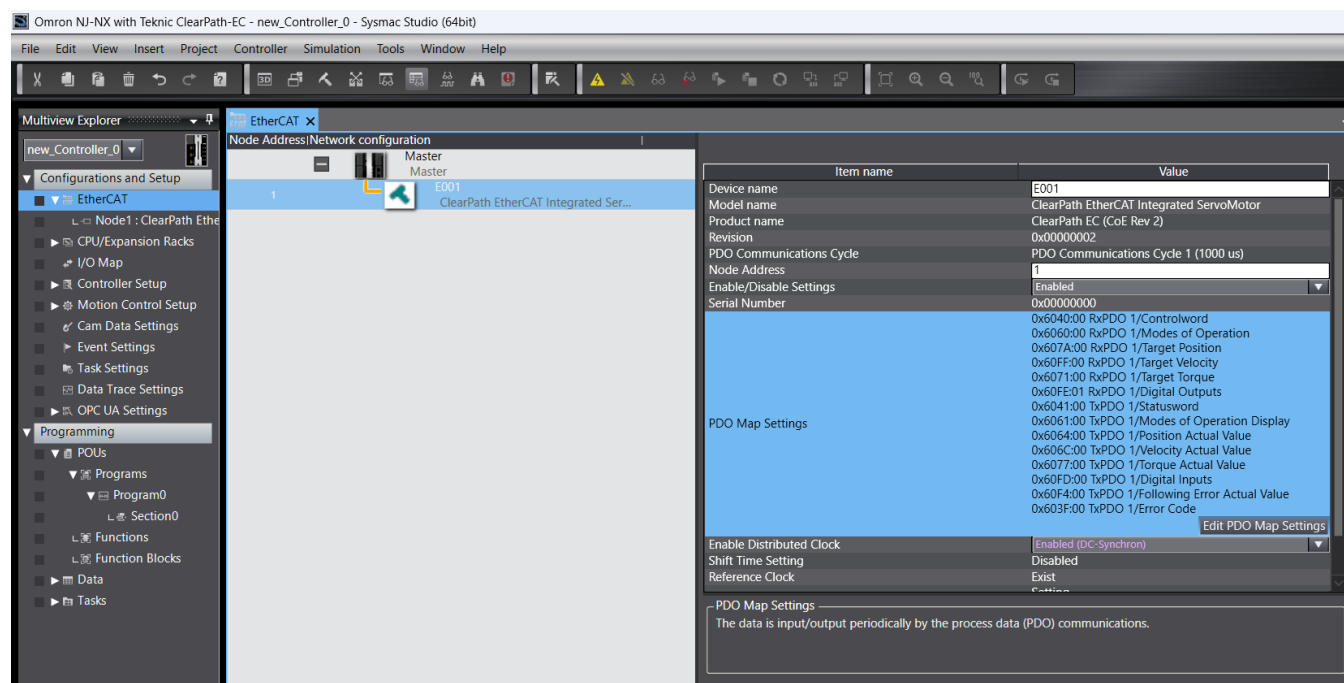 Omron NJ-NX with Teknic ClearPath-EC - new_Controller_0 - Sysmac Studio (64bit)
File Edit View Insert Project Controller Simulation Tools Window Help
Multiview Explorer
new_Controller_0
Configurations and Setup
EtherCAT
Node1 : ClearPath Ethe
CPU/Expansion Racks
I/O Map
Controller Setup
Motion Control Setup
Cam Data Settings
Event Settings
Task Settings
Data Trace Settings
OPC UA Settings
Programming
POUs
Programs
Program0
Section0
Functions
Function Blocks
Data
Tasks
EtherCAT
Node Address|Network configuration
Master
Master
1
E001
ClearPath EtherCAT Integrated Ser...
Item name Value
Device name E001
Model name ClearPath EtherCAT Integrated ServoMotor
Product name ClearPath EC (CoE Rev 2)
Revision 0x00000002
PDO Communications Cycle PDO Communications Cycle 1 (1000 us)
Node Address 1
Enable/Disable Settings Enabled
Serial Number 0x00000000
PDO Map Settings
0x6040:00 RxPDO 1/Controlword
0x6060:00 RxPDO 1/Modes of Operation
0x607A:00 RxPDO 1/Target Position
0x60FF:00 RxPDO 1/Target Velocity
0x6071:00 RxPDO 1/Target Torque
0x60FE:01 RxPDO 1/Digital Outputs
0x6041:00 TxPDO 1/Statusword
0x6061:00 TxPDO 1/Modes of Operation Display
0x6064:00 TxPDO 1/Position Actual Value
0x606C:00 TxPDO 1/Velocity Actual Value
0x6077:00 TxPDO 1/Torque Actual Value
0x60FD:00 TxPDO 1/Digital Inputs
0x60F4:00 TxPDO 1/Following Error Actual Value
0x603F:00 TxPDO 1/Error Code
Edit PDO Map Settings
Enable Distributed Clock Enabled (DC-Synchron)
Shift Time Setting Disabled
Reference Clock Exist
Setting
PDO Map Settings
The data is input/output periodically by the process data (PDO) communications.